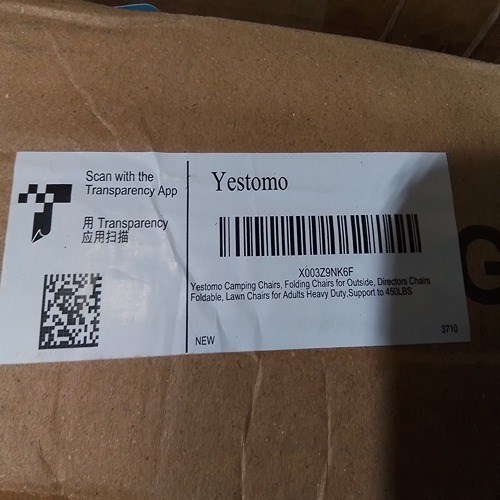 Scan with the
Transparency App
用 Transparency
应用扫描
Yestomo
X003Z9NK6F
Yestomo Camping Chairs, Folding Chairs for Outside, Directors Chairs
Foldable, Lawn Chairs for Adults Heavy Duty,Support to 450LBS
NEW
3710
G